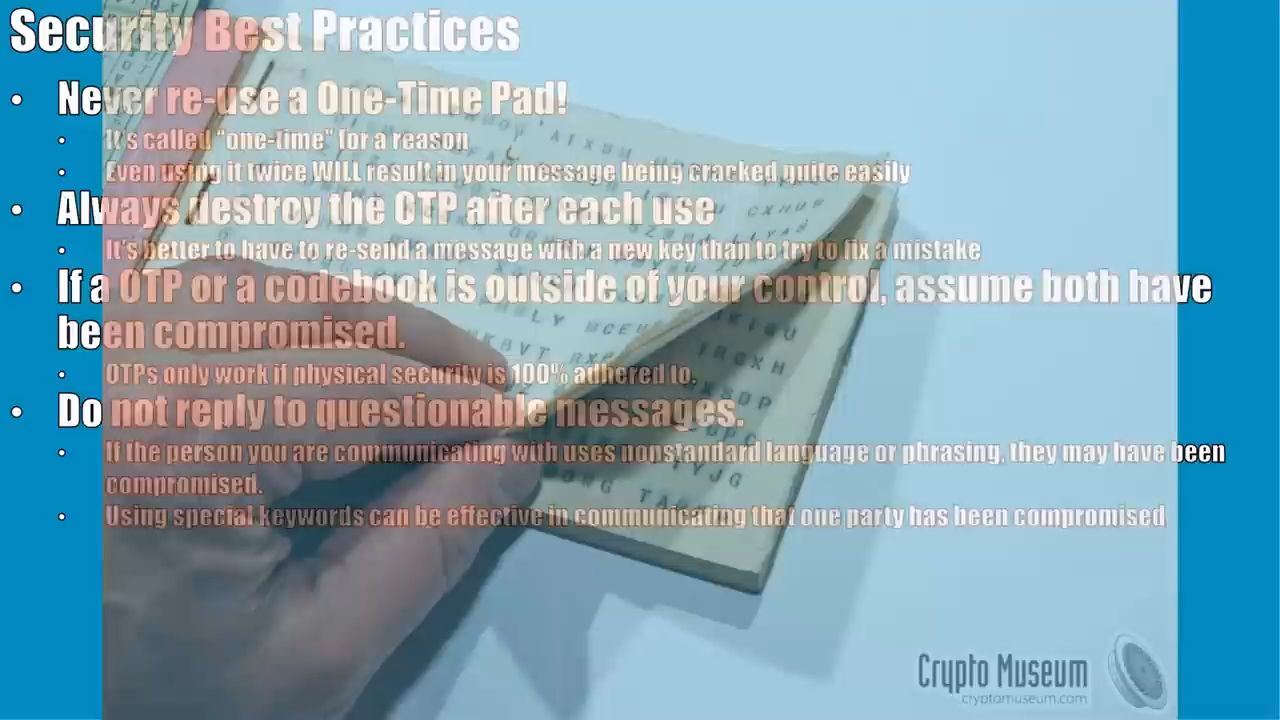 Security Best Practices
• Never re-use a One-Time Pad!
• It's called "one-time" for a reason
• Even using it twice WILL result in your message being cracked quite easily
• Always destroy the OTP after each use
• It's better to have to re-send a message with a new key than to try to fix a mistake
• If a OTP or a codebook is outside of your control, assume both have
been compromised.
• OTPs only work if physical security is 100% adhered to.
• Do not reply to questionable messages.
• If the person you are communicating with uses nonstandard language or phrasing, they may have been
compromised.
• Using special keywords can be effective in communicating that one party has been compromised
Crypto Museum
cryptomuseum.com